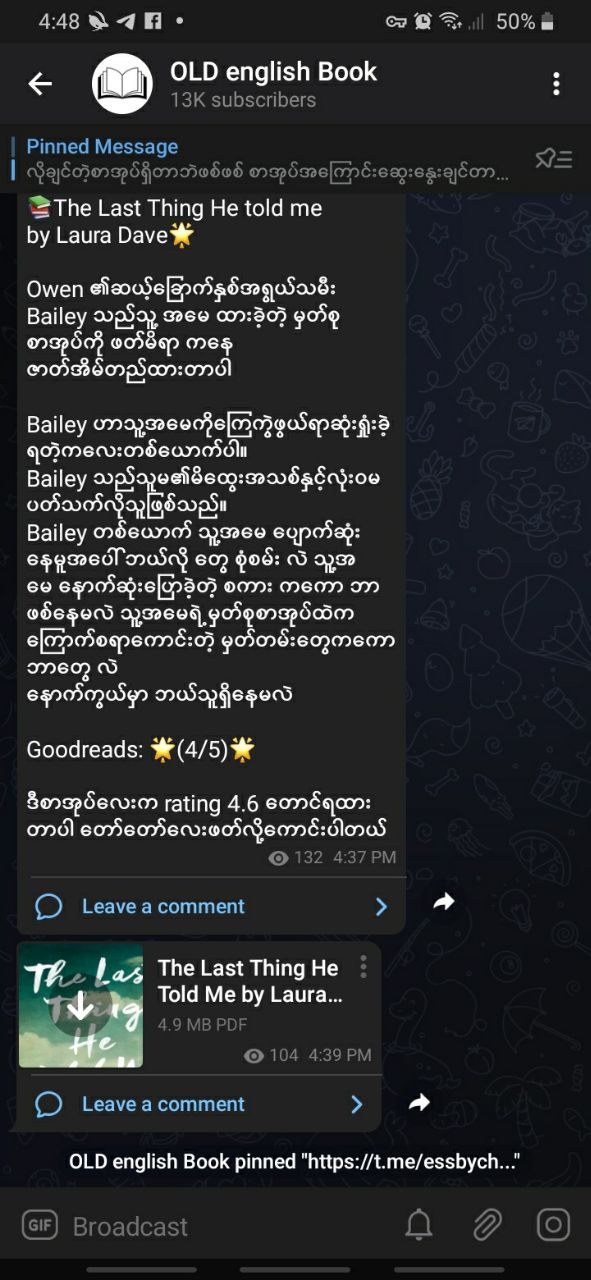 4:48
50%
OLD english Book
13K subscribers
Pinned Message
လိုချင်တဲ့စာအုပ်ရှိတာဘဲဖစ်ဖစ် စာအုပ်အကြောင်းဆွေးနွေးချင်တာ...
📚The Last Thing He told me
by Laura Dave🌟
Owen ၏ဆယ့်ခြောက်နှစ်အရွယ်သမီး
Bailey သည်သူ့ အမေ ထားခဲ့တဲ့ မှတ်စု
စာအုပ်ကို ဖတ်မိရာ ကနေ
ဇာတ်အိမ်တည်ထားတာပါ
Bailey ဟာသူ့အမေကိုကြေကွဲဖွယ်ရာဆုံးရှုံးခဲ့
ရတဲ့ကလေးတစ်ယောက်ပါ။
Bailey သည်သူမ၏မိထွေးအသစ်နှင့်လုံးဝမ
ပတ်သက်လိုသူဖြစ်သည်။
Bailey တစ်ယောက် သူ့အမေ ပျောက်ဆုံး
နေမှုအပေါ် ဘယ်လို တွေ စုံစမ်း လဲ သူ့အ
မေ နောက်ဆုံးပြောခဲ့တဲ့ စကား ကကော ဘာ
ဖစ်နေမလဲ သူ့အမေရဲ့မှတ်စုစာအုပ်ထဲက
ကြောက်စရာကောင်းတဲ့ မှတ်တမ်းတွေကကော
ဘာတွေ လဲ
နောက်ကွယ်မှာ ဘယ်သူရှိနေမလဲ
Goodreads: 🌟(4/5)🌟
ဒီစာအုပ်လေးက rating 4.6 တောင်ရထား
တာပါ တော်တော်လေးဖတ်လို့ကောင်းပါတယ်
132 4:37 PM
Leave a comment
The Las
Thing
He
The Last Thing He
Told Me by Laura...
4.9 MB PDF
104 4:39 PM
Leave a comment
OLD english Book pinned "https://t.me/essbych..."
GIF
Broadcast